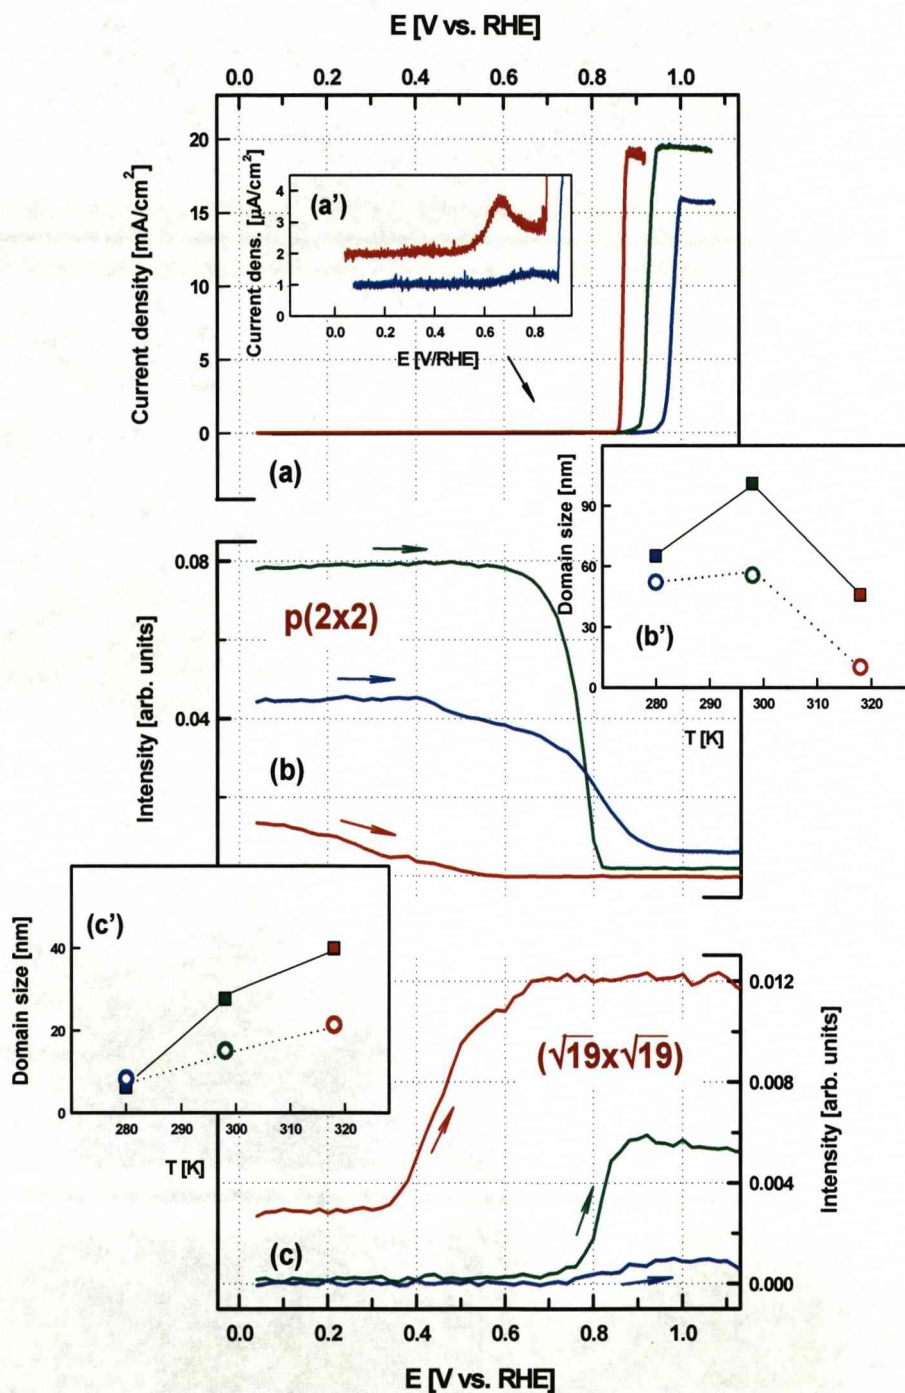 E [V vs. RHE]
0.0 0.2 0.4 0.6 0.8 1.0
Current density [mA/cm²]
20
15
10
5
0
(a)
Current dens. [µA/cm²]
4
3
2
1
0
(a')
0.0 0.2 0.4 0.6 0.8
E [V/RHE]
Domain size [nm]
90
60
30
0
(b')
280 290 300 310 320
T [K]
Intensity [arb. units]
0.08
0.04
p(2x2)
(b)
Domain size [nm]
40
20
0
(c')
280 290 300 310 320
T [K]
(√19x√19)
(c)
0.012
0.008
0.004
0.000
Intensity [arb. units]
0.0 0.2 0.4 0.6 0.8 1.0
E [V vs. RHE]